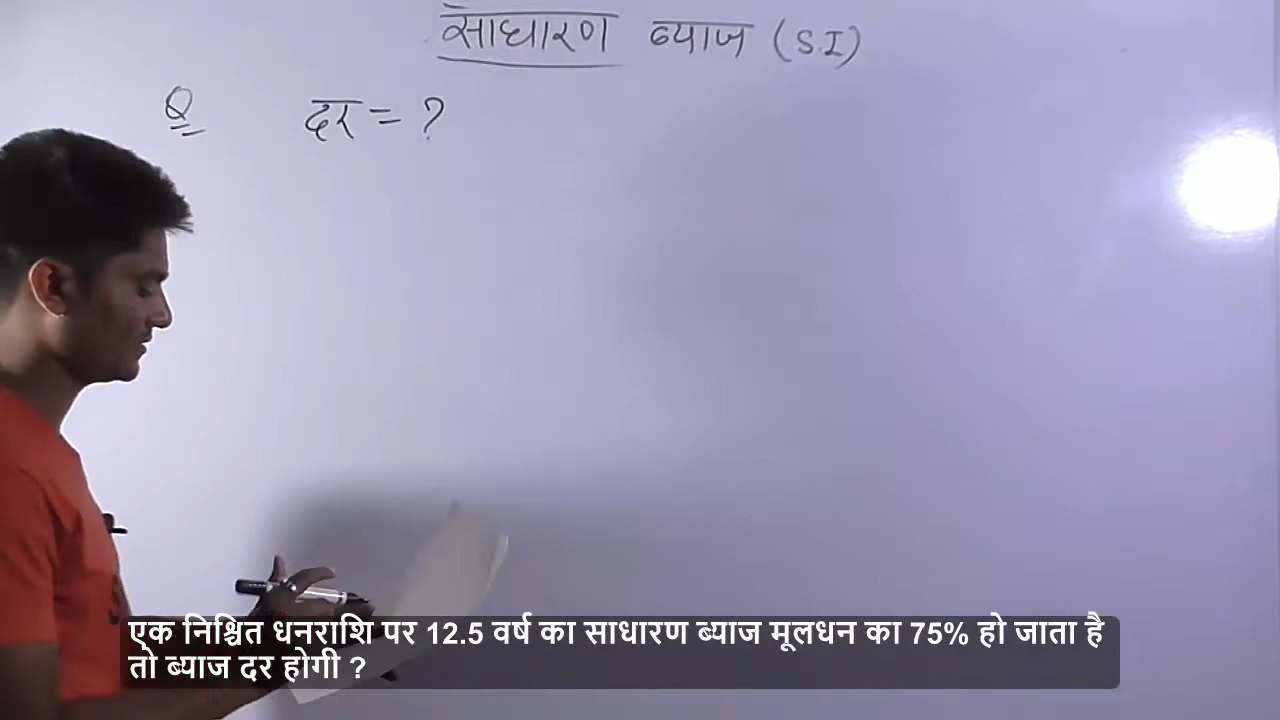 साधारण ब्याज (S.I)
Q दर = ?
एक निश्चित धनराशि पर 12.5 वर्ष का साधारण ब्याज मूलधन का 75% हो जाता है
तो ब्याज दर होगी ?